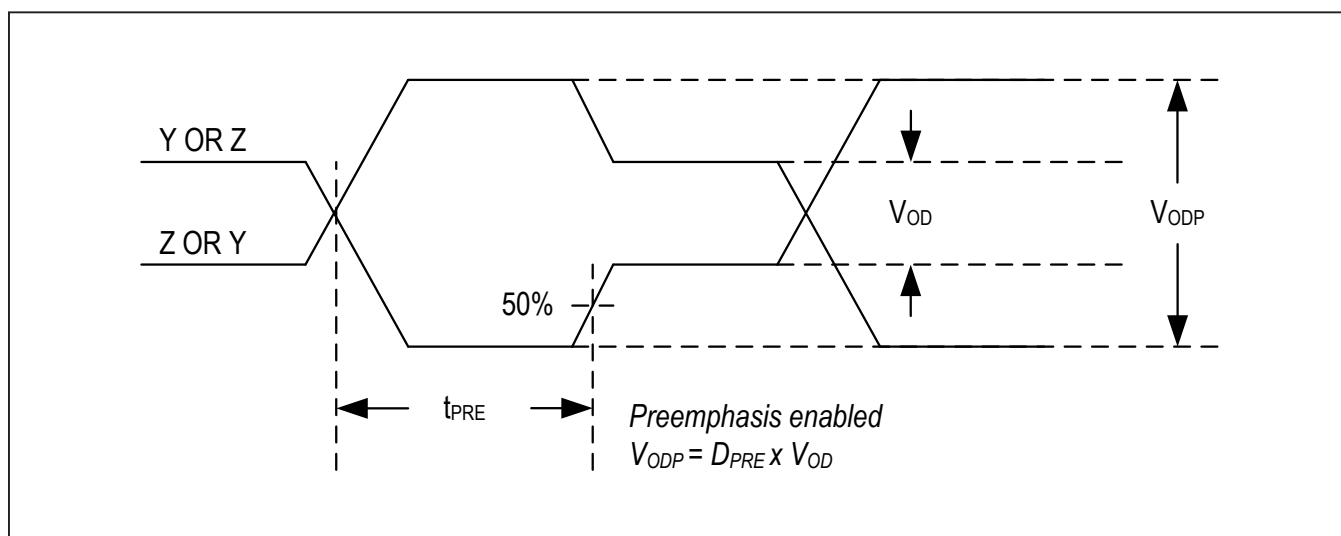 Y OR Z
Z OR Y
50%
VOD
VODP
tPRE
Preemphasis enabled
VODP = DPRE x VOD